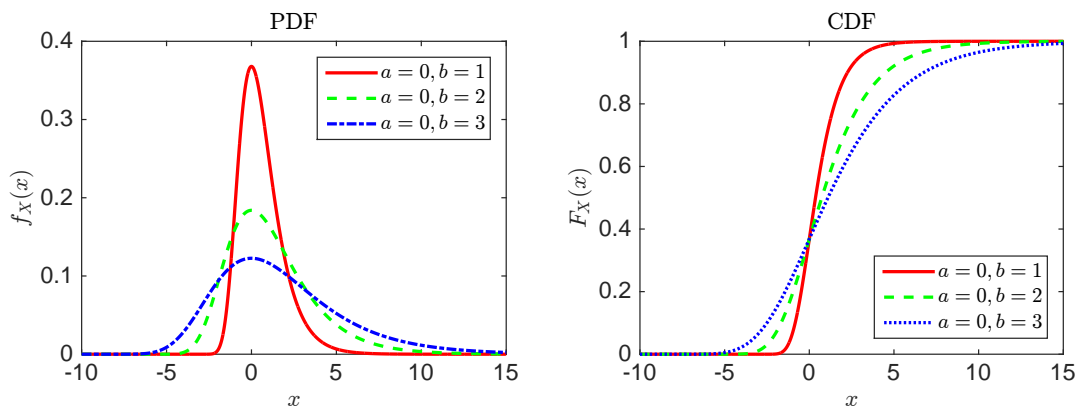 PDF
0.4
0.3
0.2
0.1
0
f_X(x)
-10
-5
0
5
10
15
x
a = 0, b = 1
a = 0, b = 2
a = 0, b = 3
CDF
1
0.8
0.6
0.4
0.2
0
F_X(x)
-10
-5
0
5
10
15
x
a = 0, b = 1
a = 0, b = 2
a = 0, b = 3